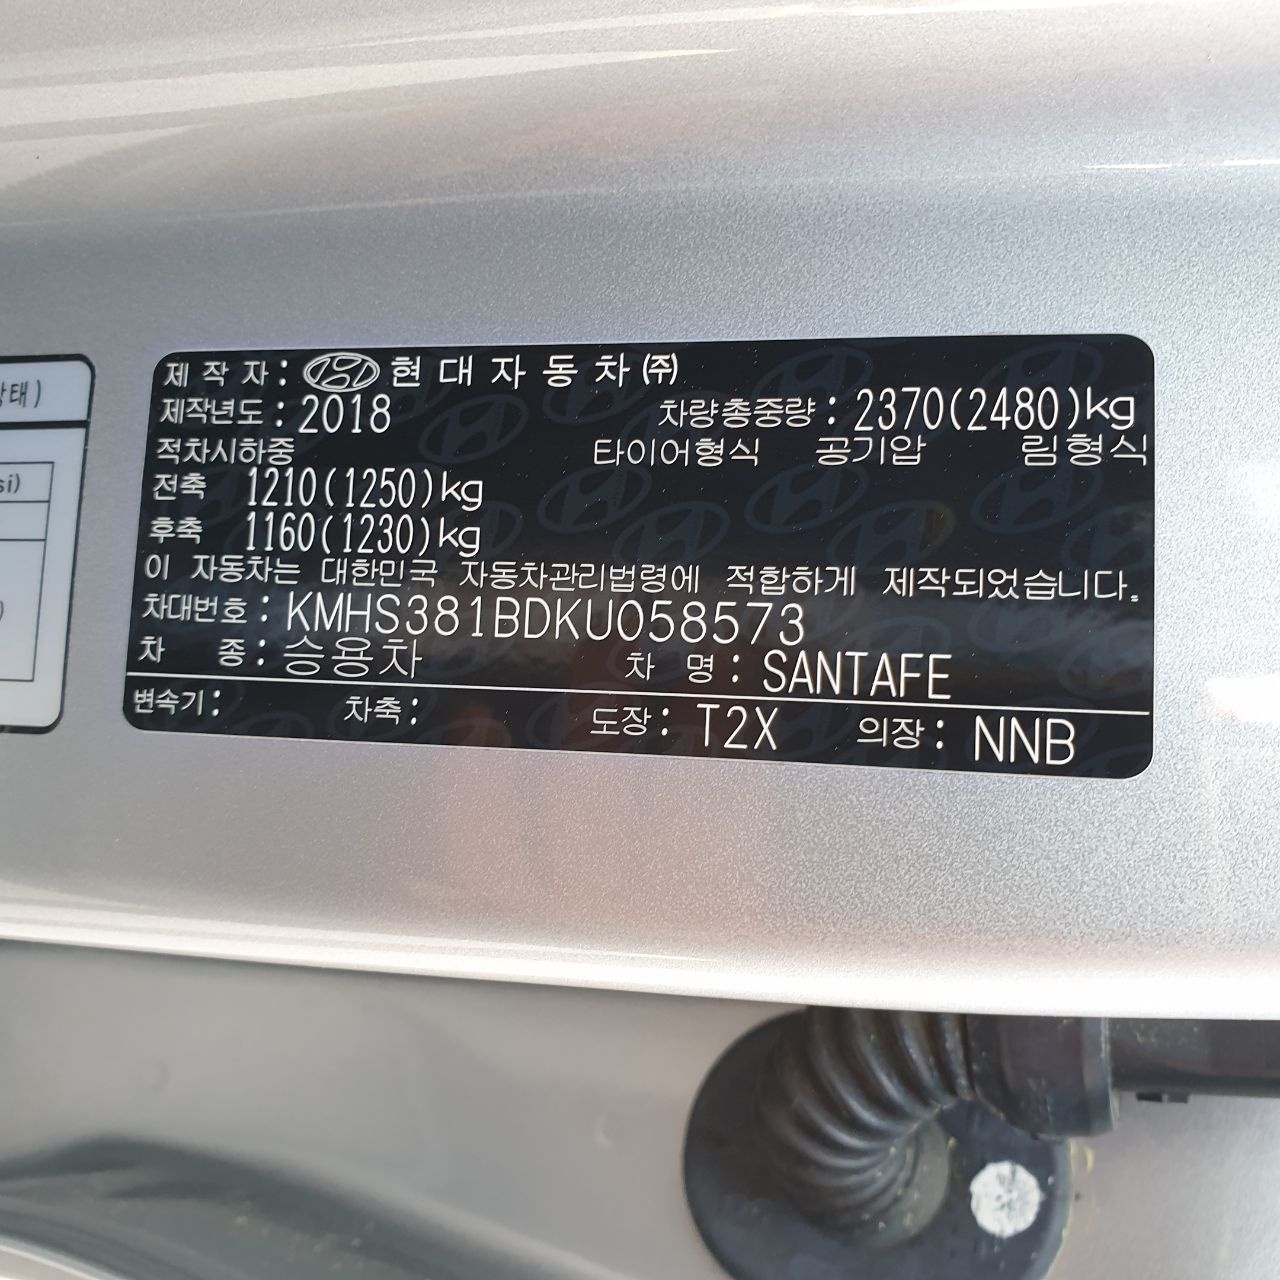 상태)
si)
)
제 작 자 : 현 대 자 동 차 ㈜
제작년도 : 2018 차량총중량 : 2370(2480)kg
적차시하중 타이어형식 공기압 림형식
전축 1210(1250)kg
후축 1160(1230)kg
이 자동차는 대한민국 자동차관리법령에 적합하게 제작되었습니다.
차대번호 : KMHS381BDKU058573
차 종 : 승용차 차 명 : SANTAFE
변속기 : 차축 : 도장 : T2X 의장 : NNB